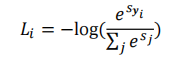 L_i = −log(e^{s_{y_i}} / ∑_j e^{s_j})